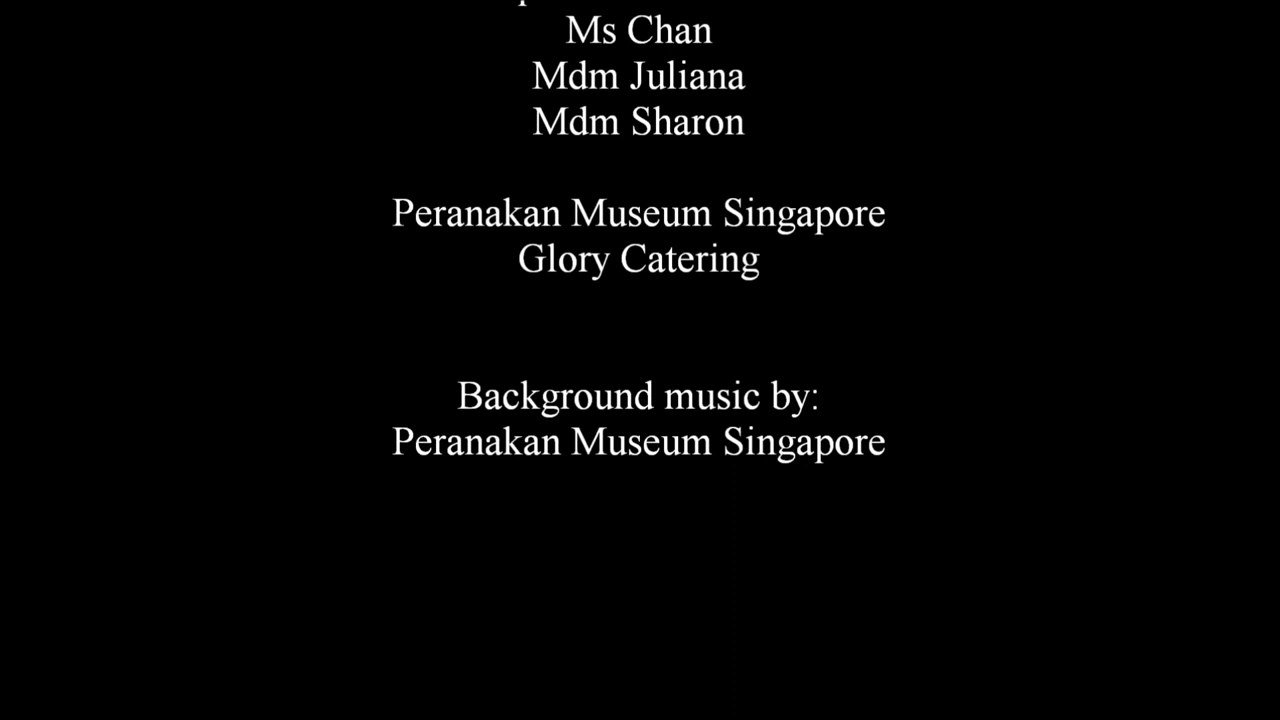 Ms Chan
Mdm Juliana
Mdm Sharon
Peranakan Museum Singapore
Glory Catering
Background music by:
Peranakan Museum Singapore